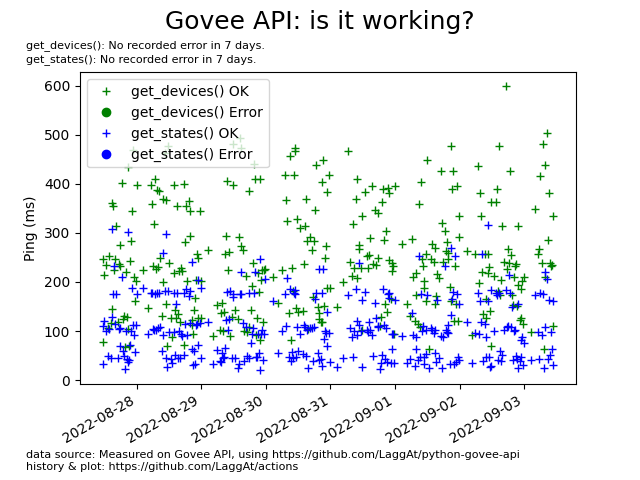 Govee API: is it working?
get_devices(): No recorded error in 7 days.
get_states(): No recorded error in 7 days.
get_devices() OK
get_devices() Error
get_states() OK
get_states() Error
Ping (ms)
600
500
400
300
200
100
0
2022-08-28
2022-08-29
2022-08-30
2022-08-31
2022-09-01
2022-09-02
2022-09-03
data source: Measured on Govee API, using https://github.com/LaggAt/python-govee-api
history & plot: https://github.com/LaggAt/actions